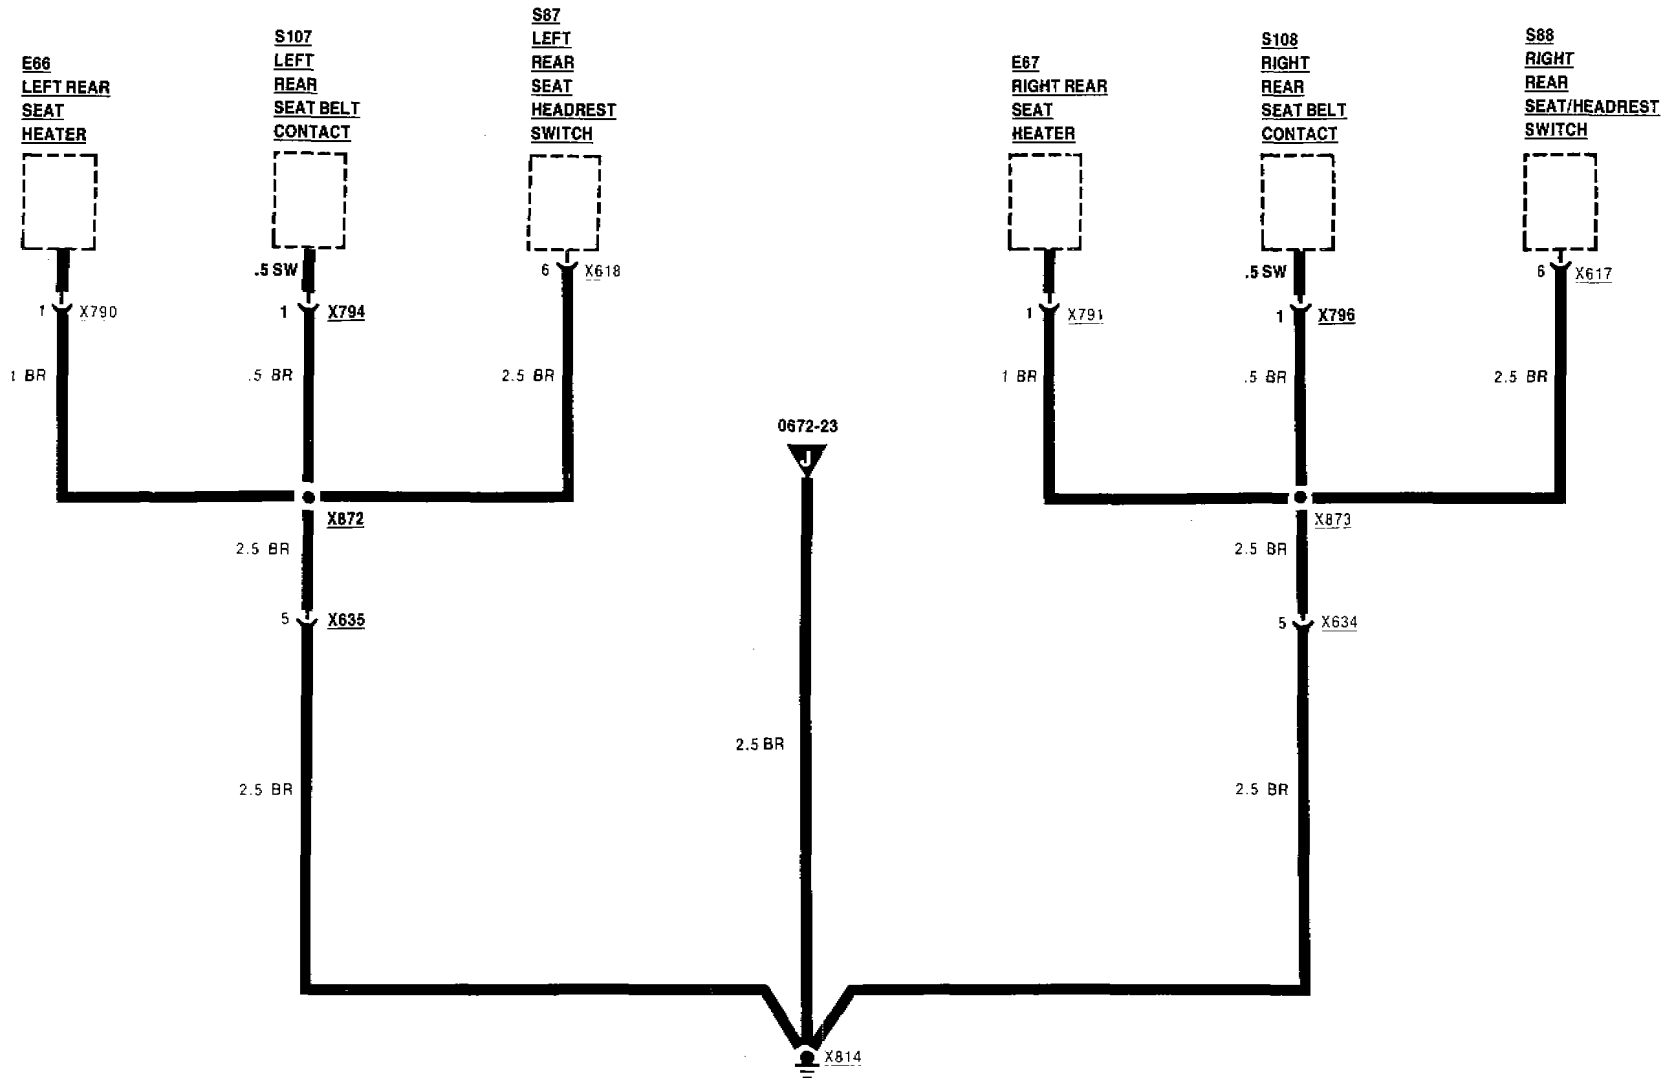 E66
LEFT REAR
SEAT
HEATER
S107
LEFT
REAR
SEAT BELT
CONTACT
S87
LEFT
REAR
SEAT
HEADREST
SWITCH
E67
RIGHT REAR
SEAT
HEATER
S108
RIGHT
REAR
SEAT BELT
CONTACT
S88
RIGHT
REAR
SEAT/HEADREST
SWITCH
1 X790
.5 SW
1 X794
6 X618
1 X791
.5 SW
1 X796
6 X617
1 BR
.5 BR
2.5 BR
1 BR
.5 BR
2.5 BR
0672-23
J
X872
2.5 BR
5 X635
X873
2.5 BR
5 X634
2.5 BR
2.5 BR
2.5 BR
X814